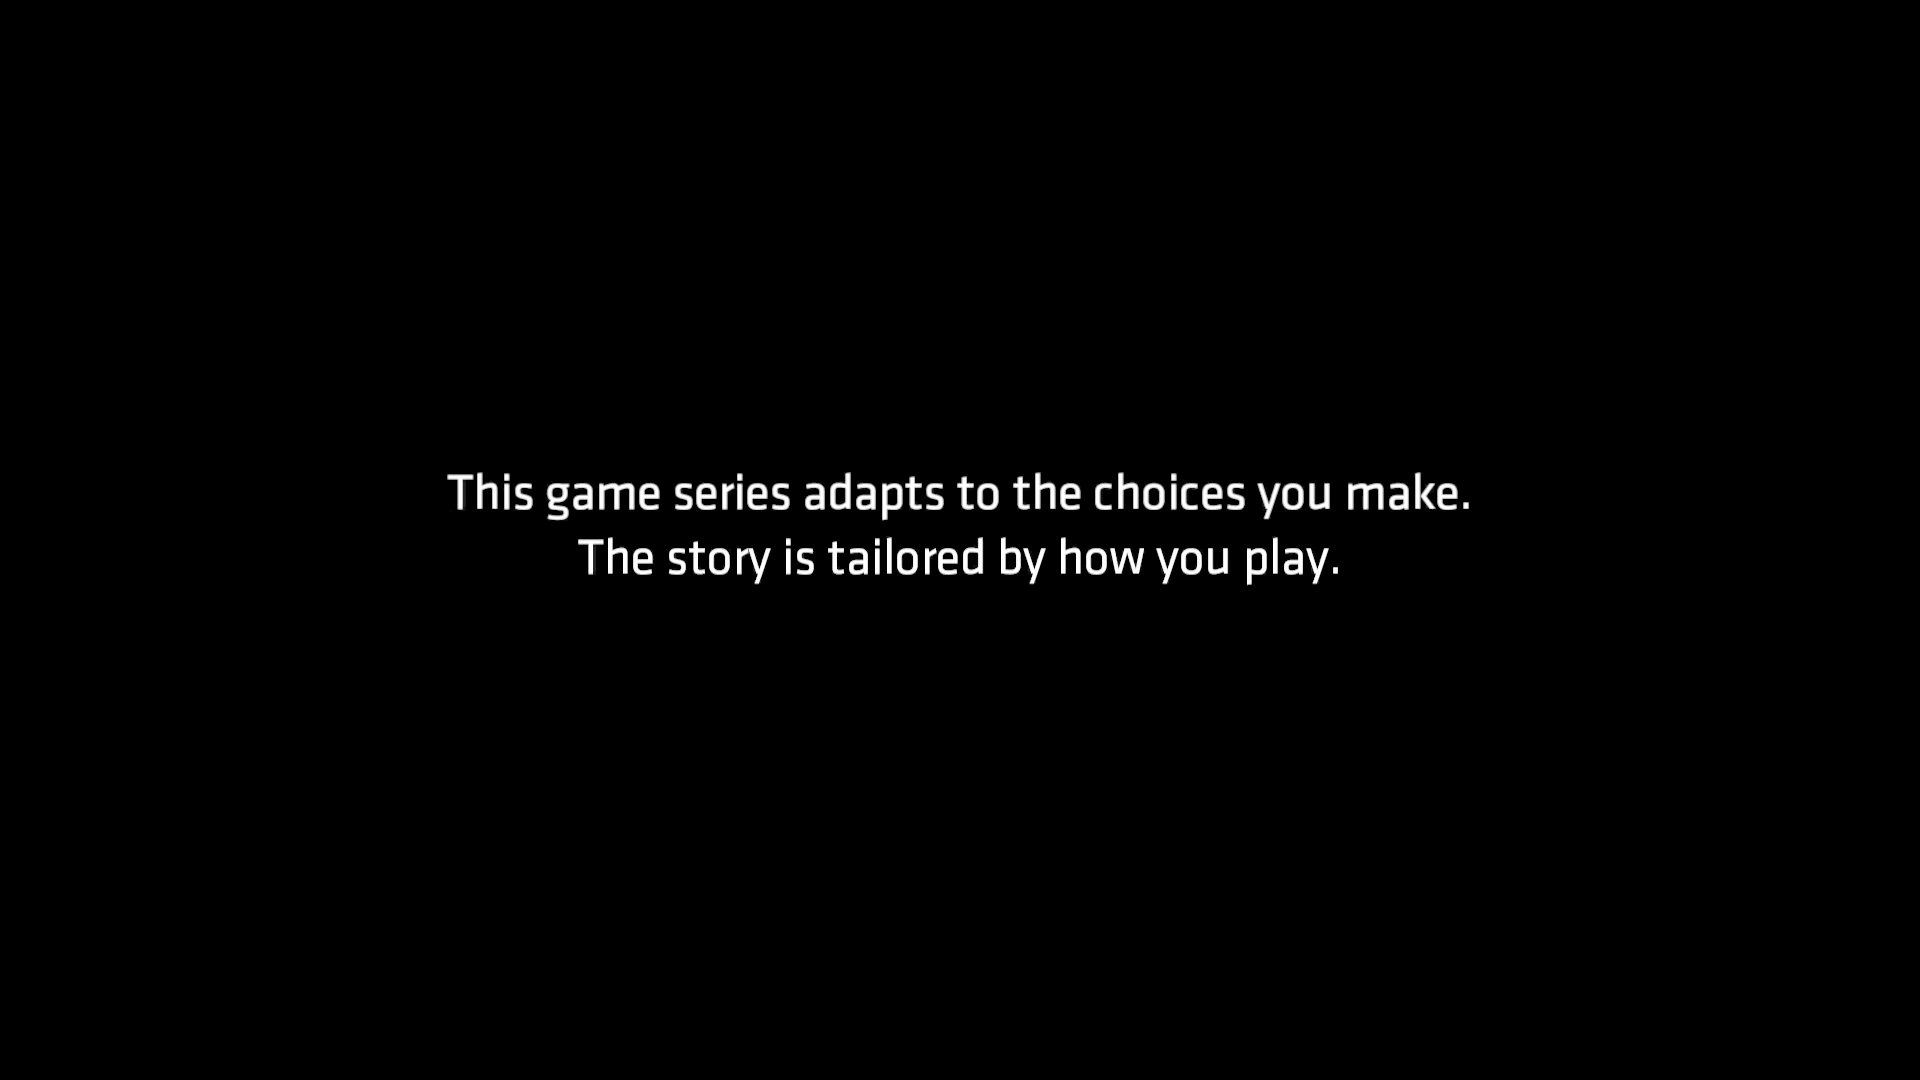 This game series adapts to the choices you make.
The story is tailored by how you play.